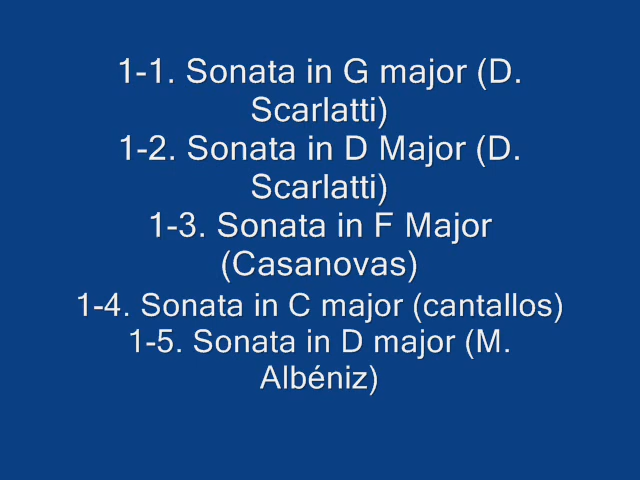 1-1. Sonata in G major (D.
Scarlatti)
1-2. Sonata in D Major (D.
Scarlatti)
1-3. Sonata in F Major
(Casanovas)
1-4. Sonata in C major (cantallos)
1-5. Sonata in D major (M.
Albéniz)